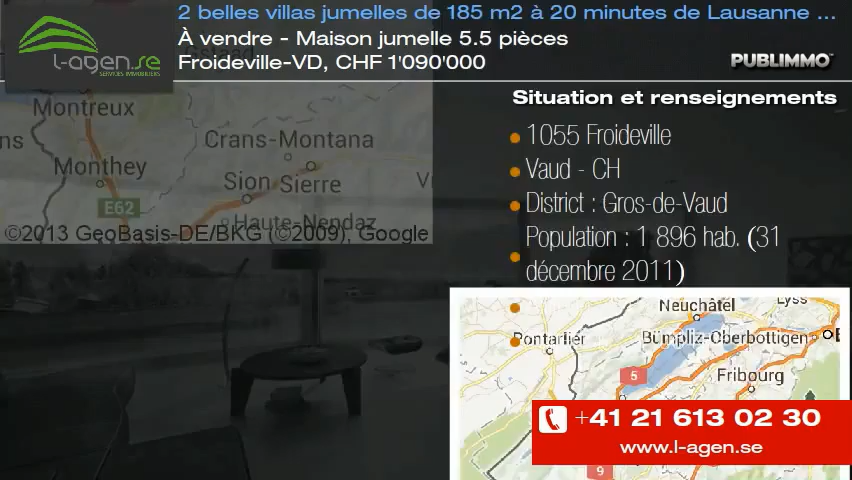 2 belles villas jumelles de 185 m2 à 20 minutes de Lausanne ...
À vendre - Maison jumelle 5.5 pièces
Froideville-VD, CHF 1'090'000
l-agen.se
SERVICES IMMOBILIERS
PUBLIMMO
Gstaad
Montreux
Crans-Montana
Monthey
Sion
Sierre
E62
Haute-Nendaz
©2013 GeoBasis-DE/BKG (©2009), Google
Situation et renseignements
1055 Froideville
Vaud - CH
District : Gros-de-Vaud
Population : 1 896 hab. (31
décembre 2011)
Neuchâtel
Lyss
Pontarlier
Bümpliz-Oberbottigen
5
Fribourg
9
+41 21 613 02 30
www.l-agen.se